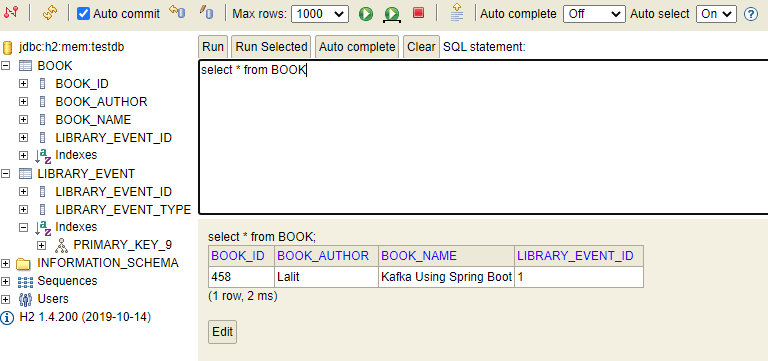 Auto commit Max rows: 1000 Auto complete Off Auto select On
jdbc:h2:mem:testdb
BOOK
BOOK_ID
BOOK_AUTHOR
BOOK_NAME
LIBRARY_EVENT_ID
Indexes
LIBRARY_EVENT
LIBRARY_EVENT_ID
LIBRARY_EVENT_TYPE
Indexes
PRIMARY_KEY_9
INFORMATION_SCHEMA
Sequences
Users
H2 1.4.200 (2019-10-14)
Run Run Selected Auto complete Clear SQL statement:
select * from BOOK
select * from BOOK;
BOOK_ID BOOK_AUTHOR BOOK_NAME LIBRARY_EVENT_ID
458 Lalit Kafka Using Spring Boot 1
(1 row, 2 ms)
Edit